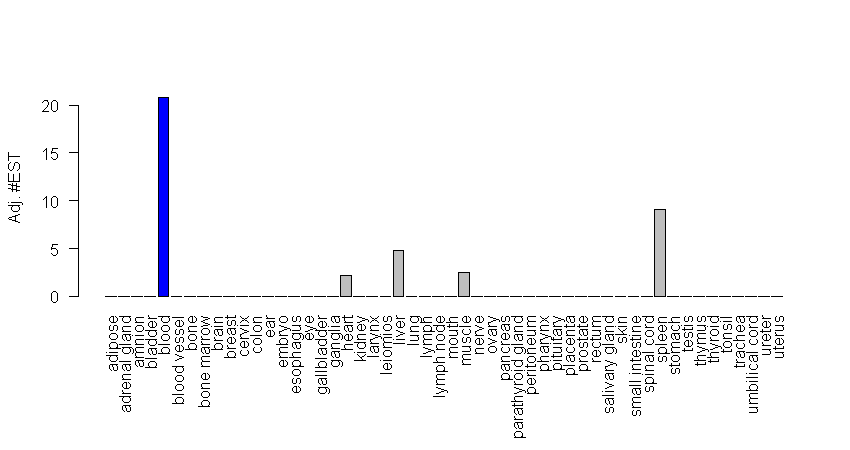 20
15
10
5
0
Adj. #EST
adipose
adrenal gland
amnion
bladder
blood
blood vessel
bone
bone marrow
brain
breast
cervix
colon
ear
embryo
esophagus
eye
gallbladder
ganglia
heart
kidney
larynx
leiomios
liver
lung
lymph
lymph node
mouth
muscle
nerve
ovary
pancreas
parathyroid gland
peritoneum
pharynx
pituitary
placenta
prostate
rectum
salivary gland
skin
small intestine
spinal cord
spleen
stomach
testis
thymus
thyroid
tonsil
trachea
umbilical cord
ureter
uterus